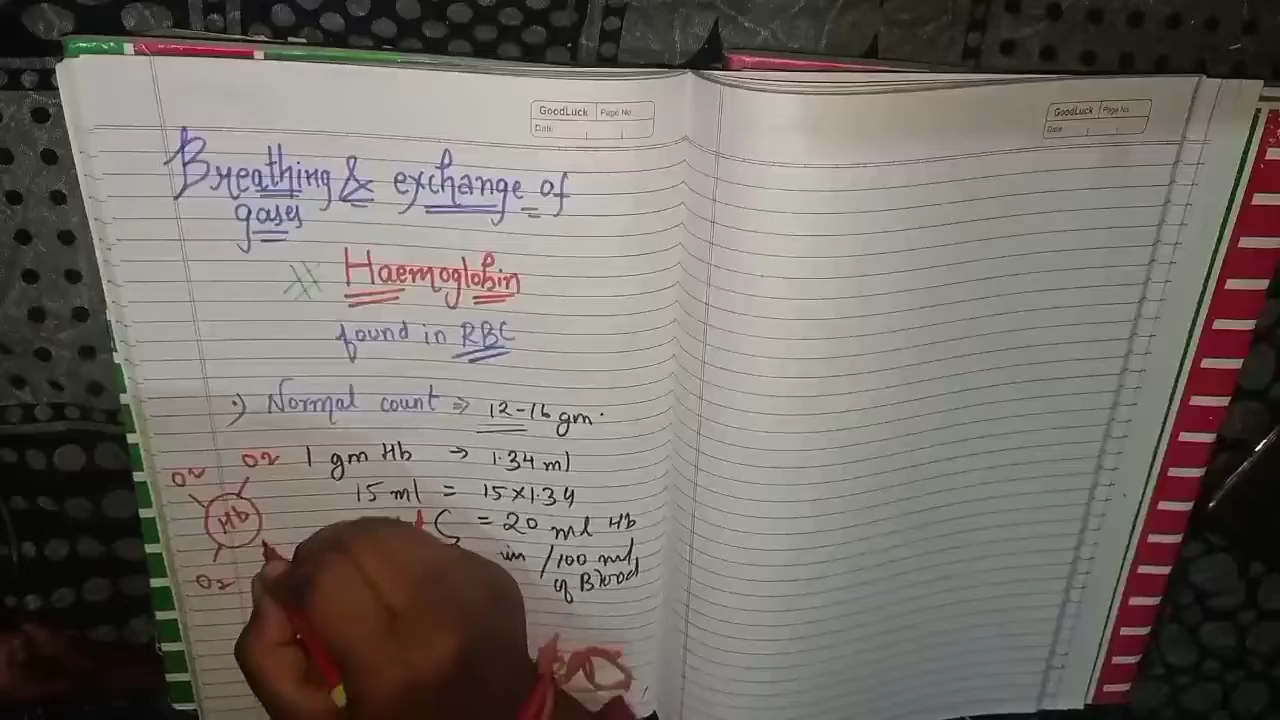 GoodLuck Page No.
Date
GoodLuck Page No.
Date
Breathing & exchange of
gases
Haemoglobin
found in RBC
Normal count ⇒ 12-16 gm.
1 gm Hb → 1.34 ml
15 ml = 15×1.34
= 20 ml Hb
in /100 ml
of Blood
O2 O2
Hb
O2